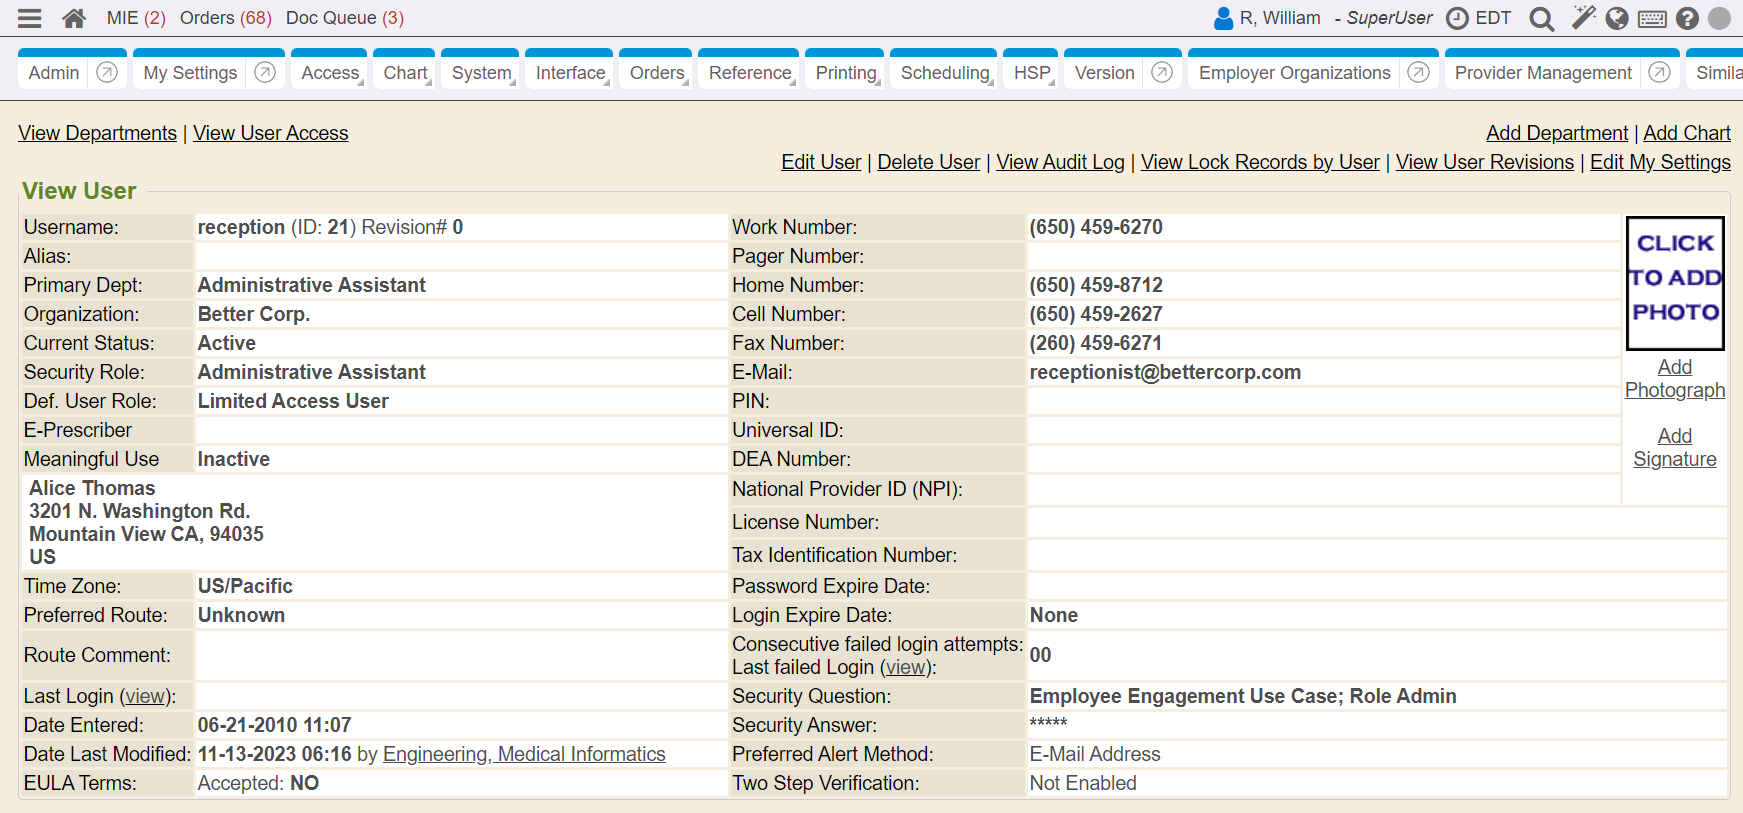 MIE (2) Orders (68) Doc Queue (3) R, William - SuperUser EDT
Admin My Settings Access Chart System Interface Orders Reference Printing Scheduling HSP Version Employer Organizations Provider Management Simila
View Departments | View User Access
Add Department | Add Chart
Edit User | Delete User | View Audit Log | View Lock Records by User | View User Revisions | Edit My Settings
View User
Username: reception (ID: 21) Revision# 0 Work Number: (650) 459-6270
Alias: Pager Number:
Primary Dept: Administrative Assistant Home Number: (650) 459-8712
Organization: Better Corp. Cell Number: (650) 459-2627
Current Status: Active Fax Number: (260) 459-6271
Security Role: Administrative Assistant E-Mail: receptionist@bettercorp.com
Def. User Role: Limited Access User PIN:
E-Prescriber Universal ID:
Meaningful Use Inactive DEA Number:
CLICK
TO ADD
PHOTO
Add
Photograph
Add
Signature
Alice Thomas
3201 N. Washington Rd.
Mountain View CA, 94035
US
National Provider ID (NPI):
License Number:
Tax Identification Number:
Time Zone: US/Pacific Password Expire Date:
Preferred Route: Unknown Login Expire Date: None
Route Comment: Consecutive failed login attempts:
Last failed Login (view): 00
Last Login (view): Security Question: Employee Engagement Use Case; Role Admin
Date Entered: 06-21-2010 11:07 Security Answer: *****
Date Last Modified: 11-13-2023 06:16 by Engineering, Medical Informatics Preferred Alert Method: E-Mail Address
EULA Terms: Accepted: NO Two Step Verification: Not Enabled